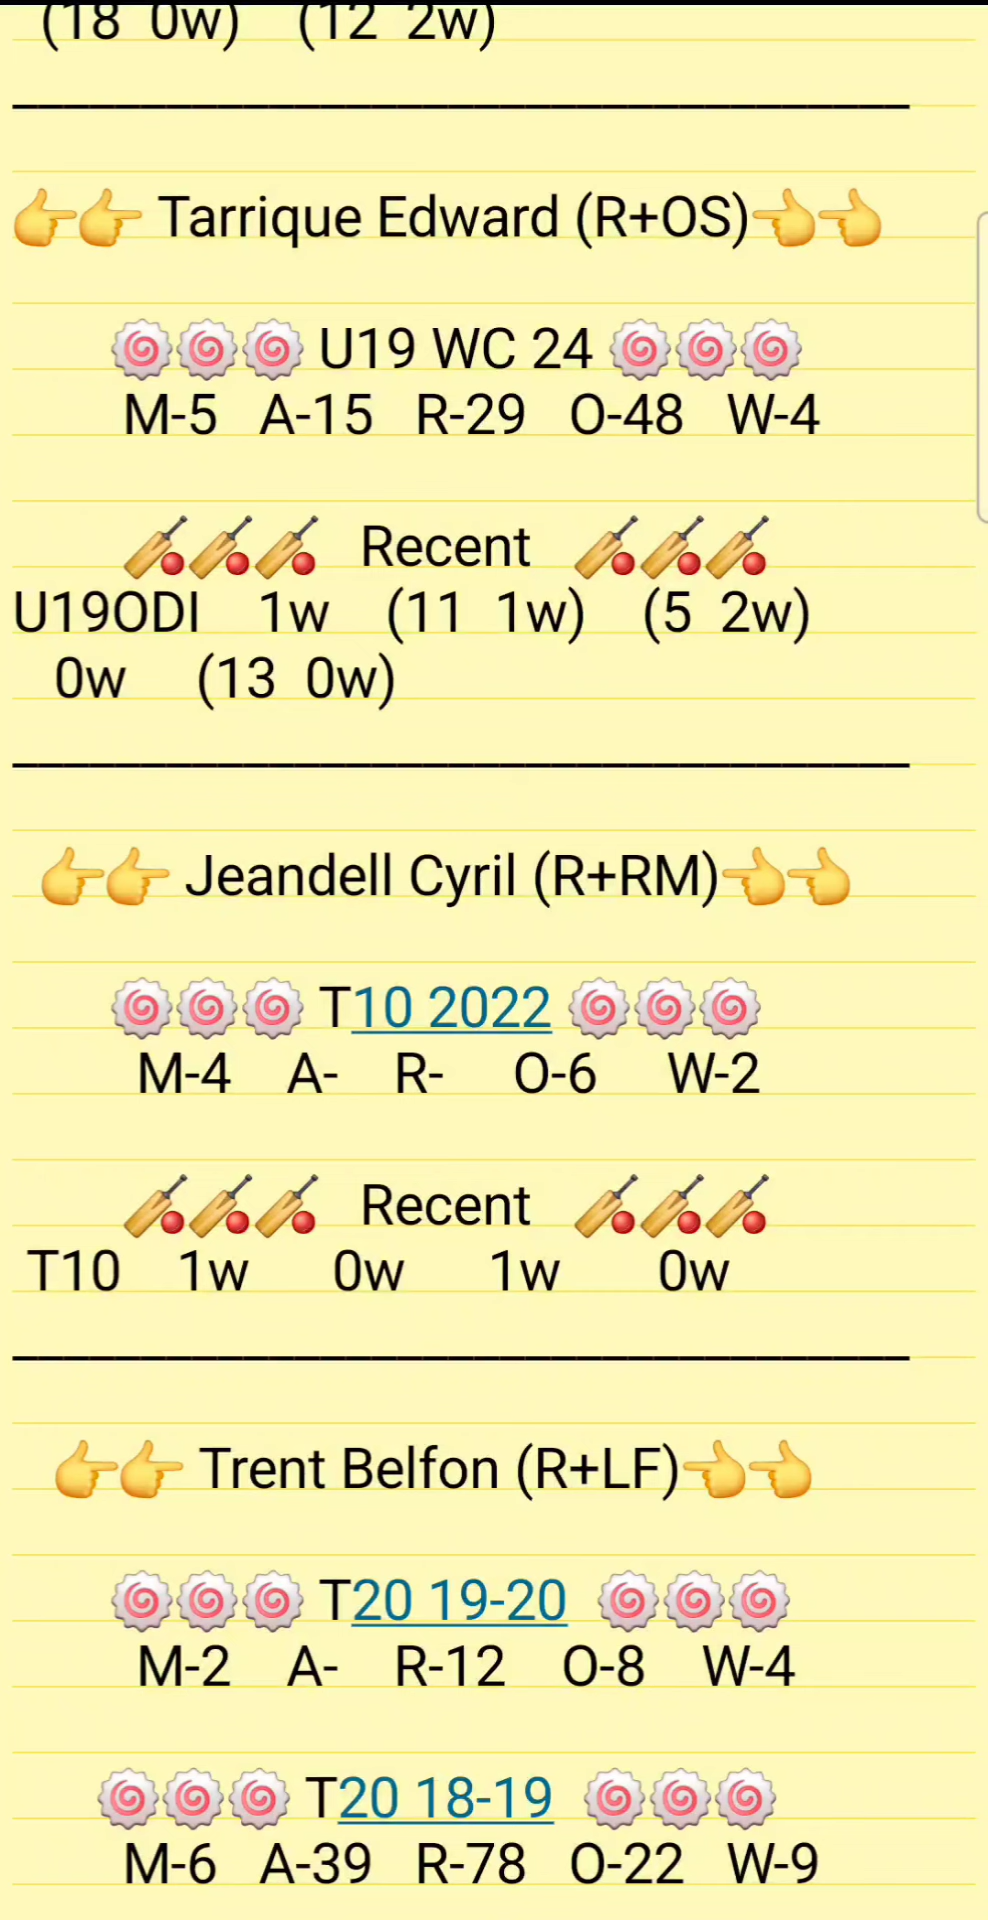 (18 0w) (12 2w)
👉👉 Tarrique Edward (R+OS)👈👈
🍥🍥🍥 U19 WC 24 🍥🍥🍥
M-5 A-15 R-29 O-48 W-4
🏏🏏🏏 Recent 🏏🏏🏏
U19ODI 1w (11 1w) (5 2w)
0w (13 0w)
👉👉 Jeandell Cyril (R+RM)👈👈
🍥🍥🍥 T10 2022 🍥🍥🍥
M-4 A- R- O-6 W-2
🏏🏏🏏 Recent 🏏🏏🏏
T10 1w 0w 1w 0w
👉👉 Trent Belfon (R+LF)👈👈
🍥🍥🍥 T20 19-20 🍥🍥🍥
M-2 A- R-12 O-8 W-4
🍥🍥🍥 T20 18-19 🍥🍥🍥
M-6 A-39 R-78 O-22 W-9